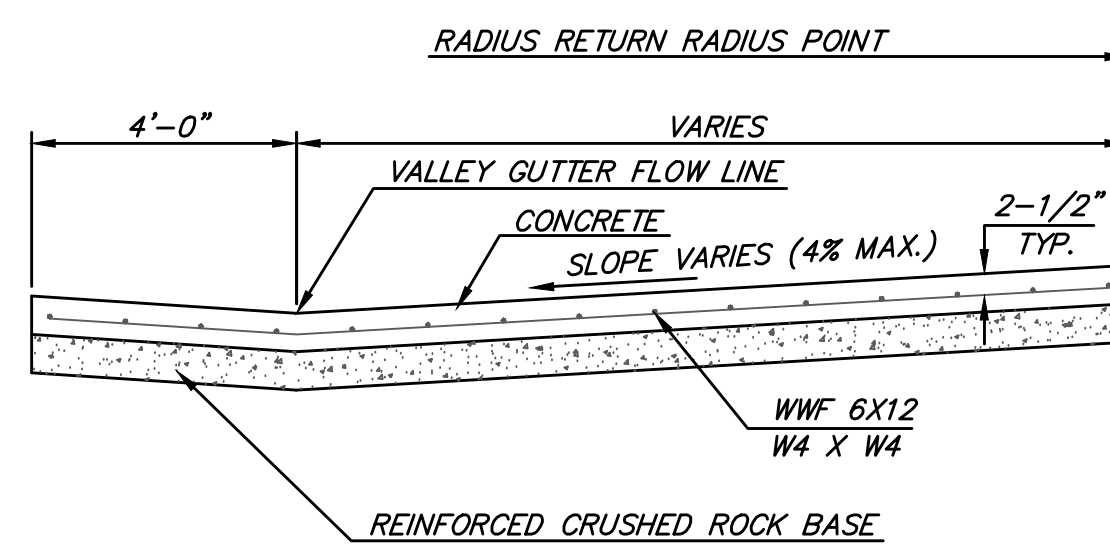 RADIUS RETURN RADIUS POINT
4'-0"
VARIES
VALLEY GUTTER FLOW LINE
CONCRETE
2-1/2"
TYP.
SLOPE VARIES (4% MAX.)
WWF 6X12
W4 X W4
REINFORCED CRUSHED ROCK BASE